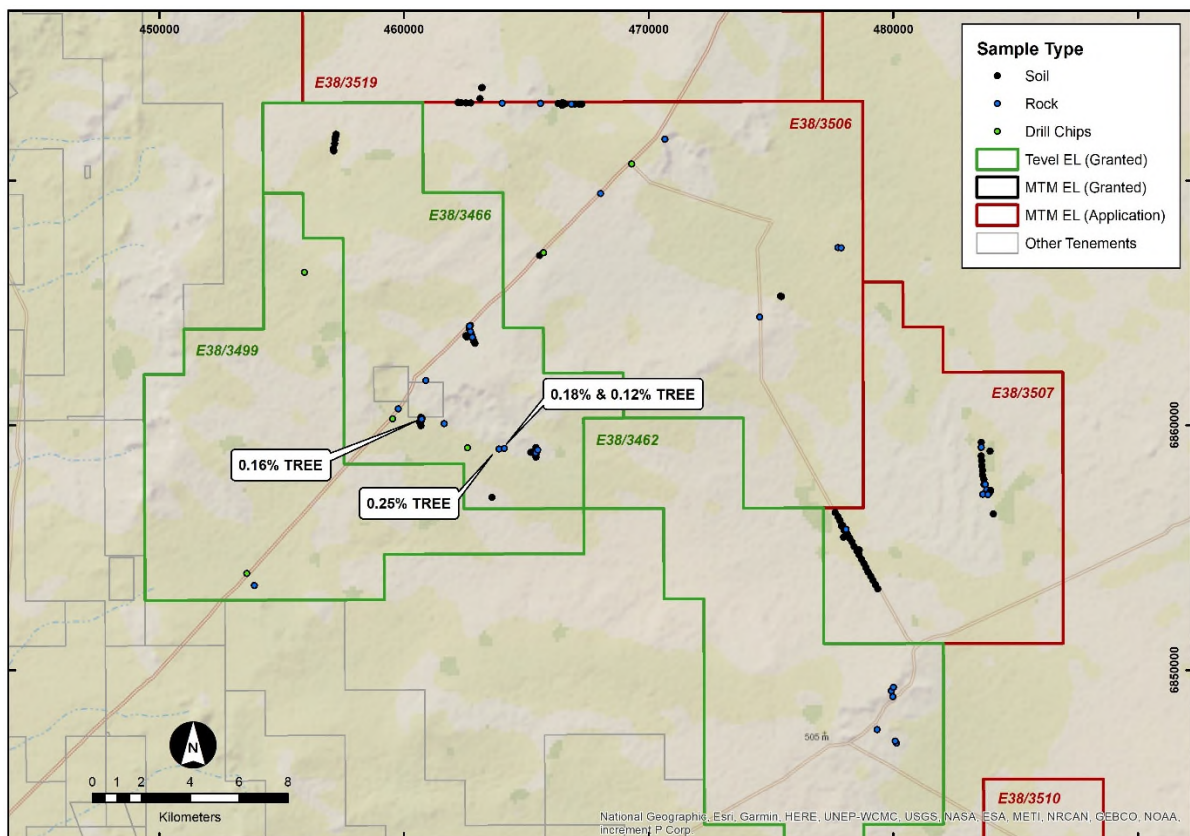 450000
460000
470000
480000
Sample Type
Soil
Rock
Drill Chips
Tevel EL (Granted)
MTM EL (Granted)
MTM EL (Application)
Other Tenements
E38/3519
E38/3506
E38/3466
E38/3499
E38/3507
0.18% & 0.12% TREE
E38/3462
6860000
0.16% TREE
0.25% TREE
6850000
505 m
N
0 1 2 4 6 8
Kilometers
E38/3510
National Geographic, Esri, Garmin, HERE, UNEP-WCMC, USGS, NASA, ESA, METI, NRCAN, GEBCO, NOAA,
increment P Corp.